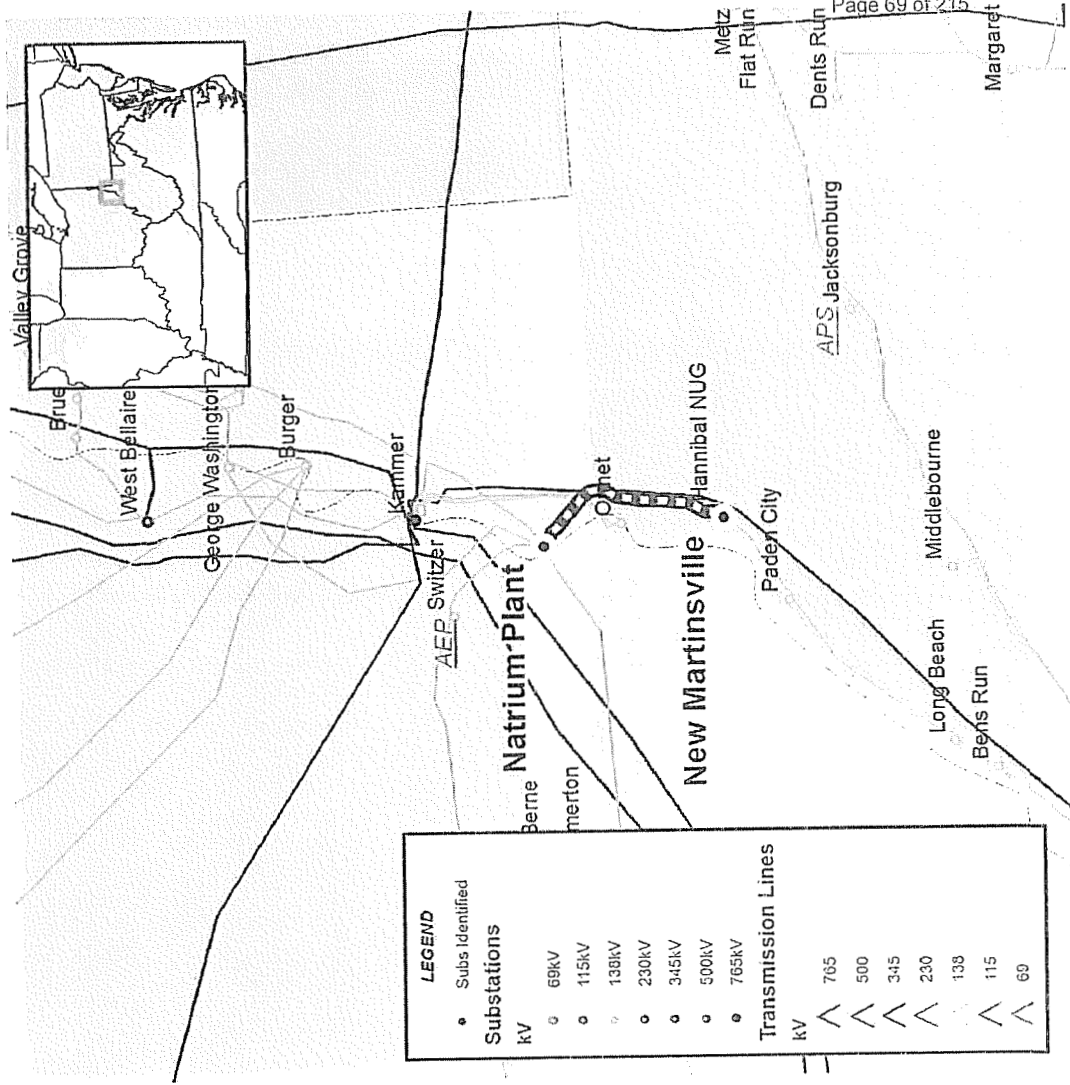 Page 69 of 215
Valley Grove
Brue
West Bellaire
George Washington
Burger
Kammer
AEP Switzer
Natrium Plant
met
Hannibal NUG
New Martinsville
Paden City
Middlebourne
Long Beach
Bens Run
Berne
merton
APS Jacksonburg
Metz
Flat Run
Dents Run
Margaret
LEGEND
Subs Identified
Substations
kV
69kV
115kV
138kV
230kV
345kV
500kV
765kV
Transmission Lines
kV
765
500
345
230
138
115
69